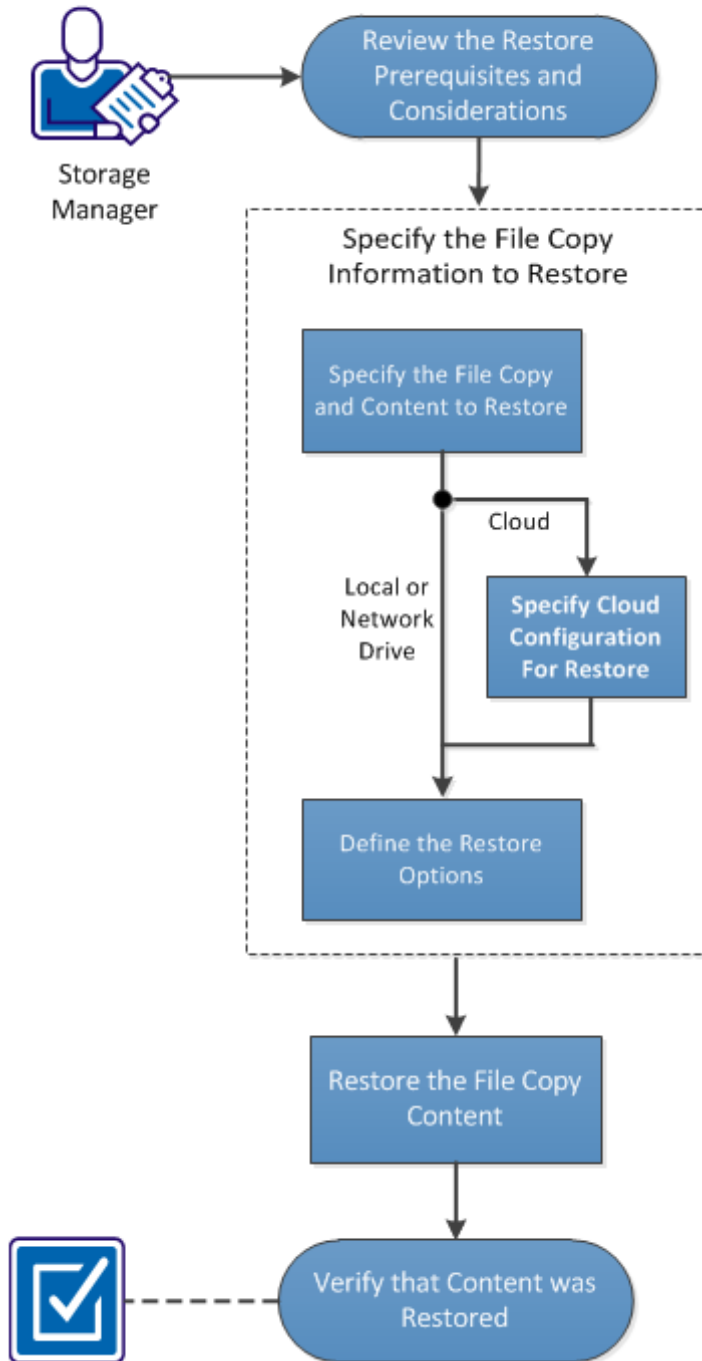 Review the Restore
Prerequisites and
Considerations
Storage
Manager
Specify the File Copy
Information to Restore
Specify the File Copy
and Content to Restore
Cloud
Local or
Network
Drive
Specify Cloud
Configuration
For Restore
Define the Restore
Options
Restore the File Copy
Content
Verify that Content was
Restored